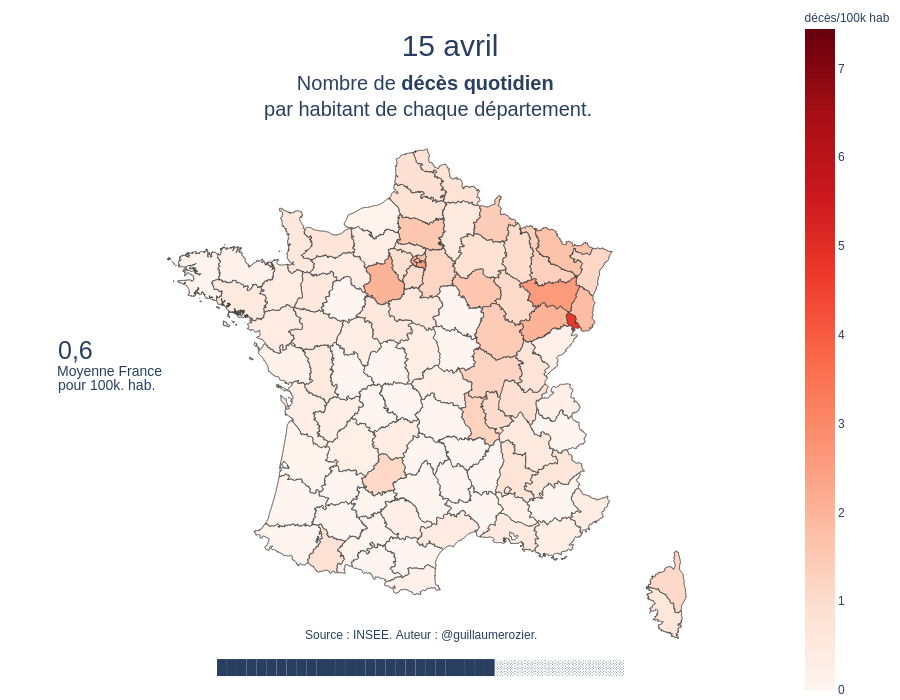 15 avril
Nombre de décès quotidien
par habitant de chaque département.
décès/100k hab
7
6
5
4
3
2
1
0
0,6
Moyenne France
pour 100k. hab.
Source : INSEE. Auteur : @guillaumerozier.